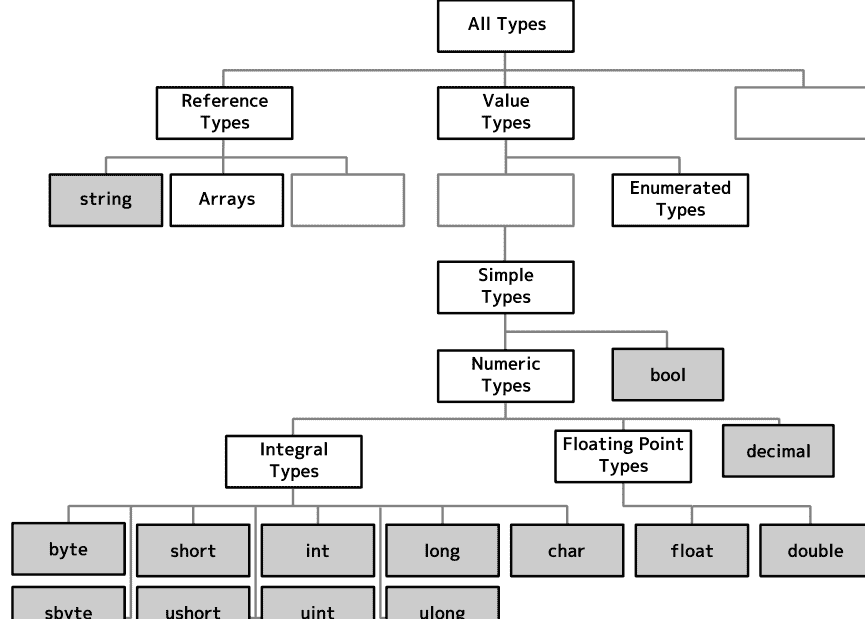 All Types
Reference
Types
Value
Types
string
Arrays
Enumerated
Types
Simple
Types
Numeric
Types
bool
Integral
Types
Floating Point
Types
decimal
byte
short
int
long
char
float
double
sbyte
ushort
uint
ulong